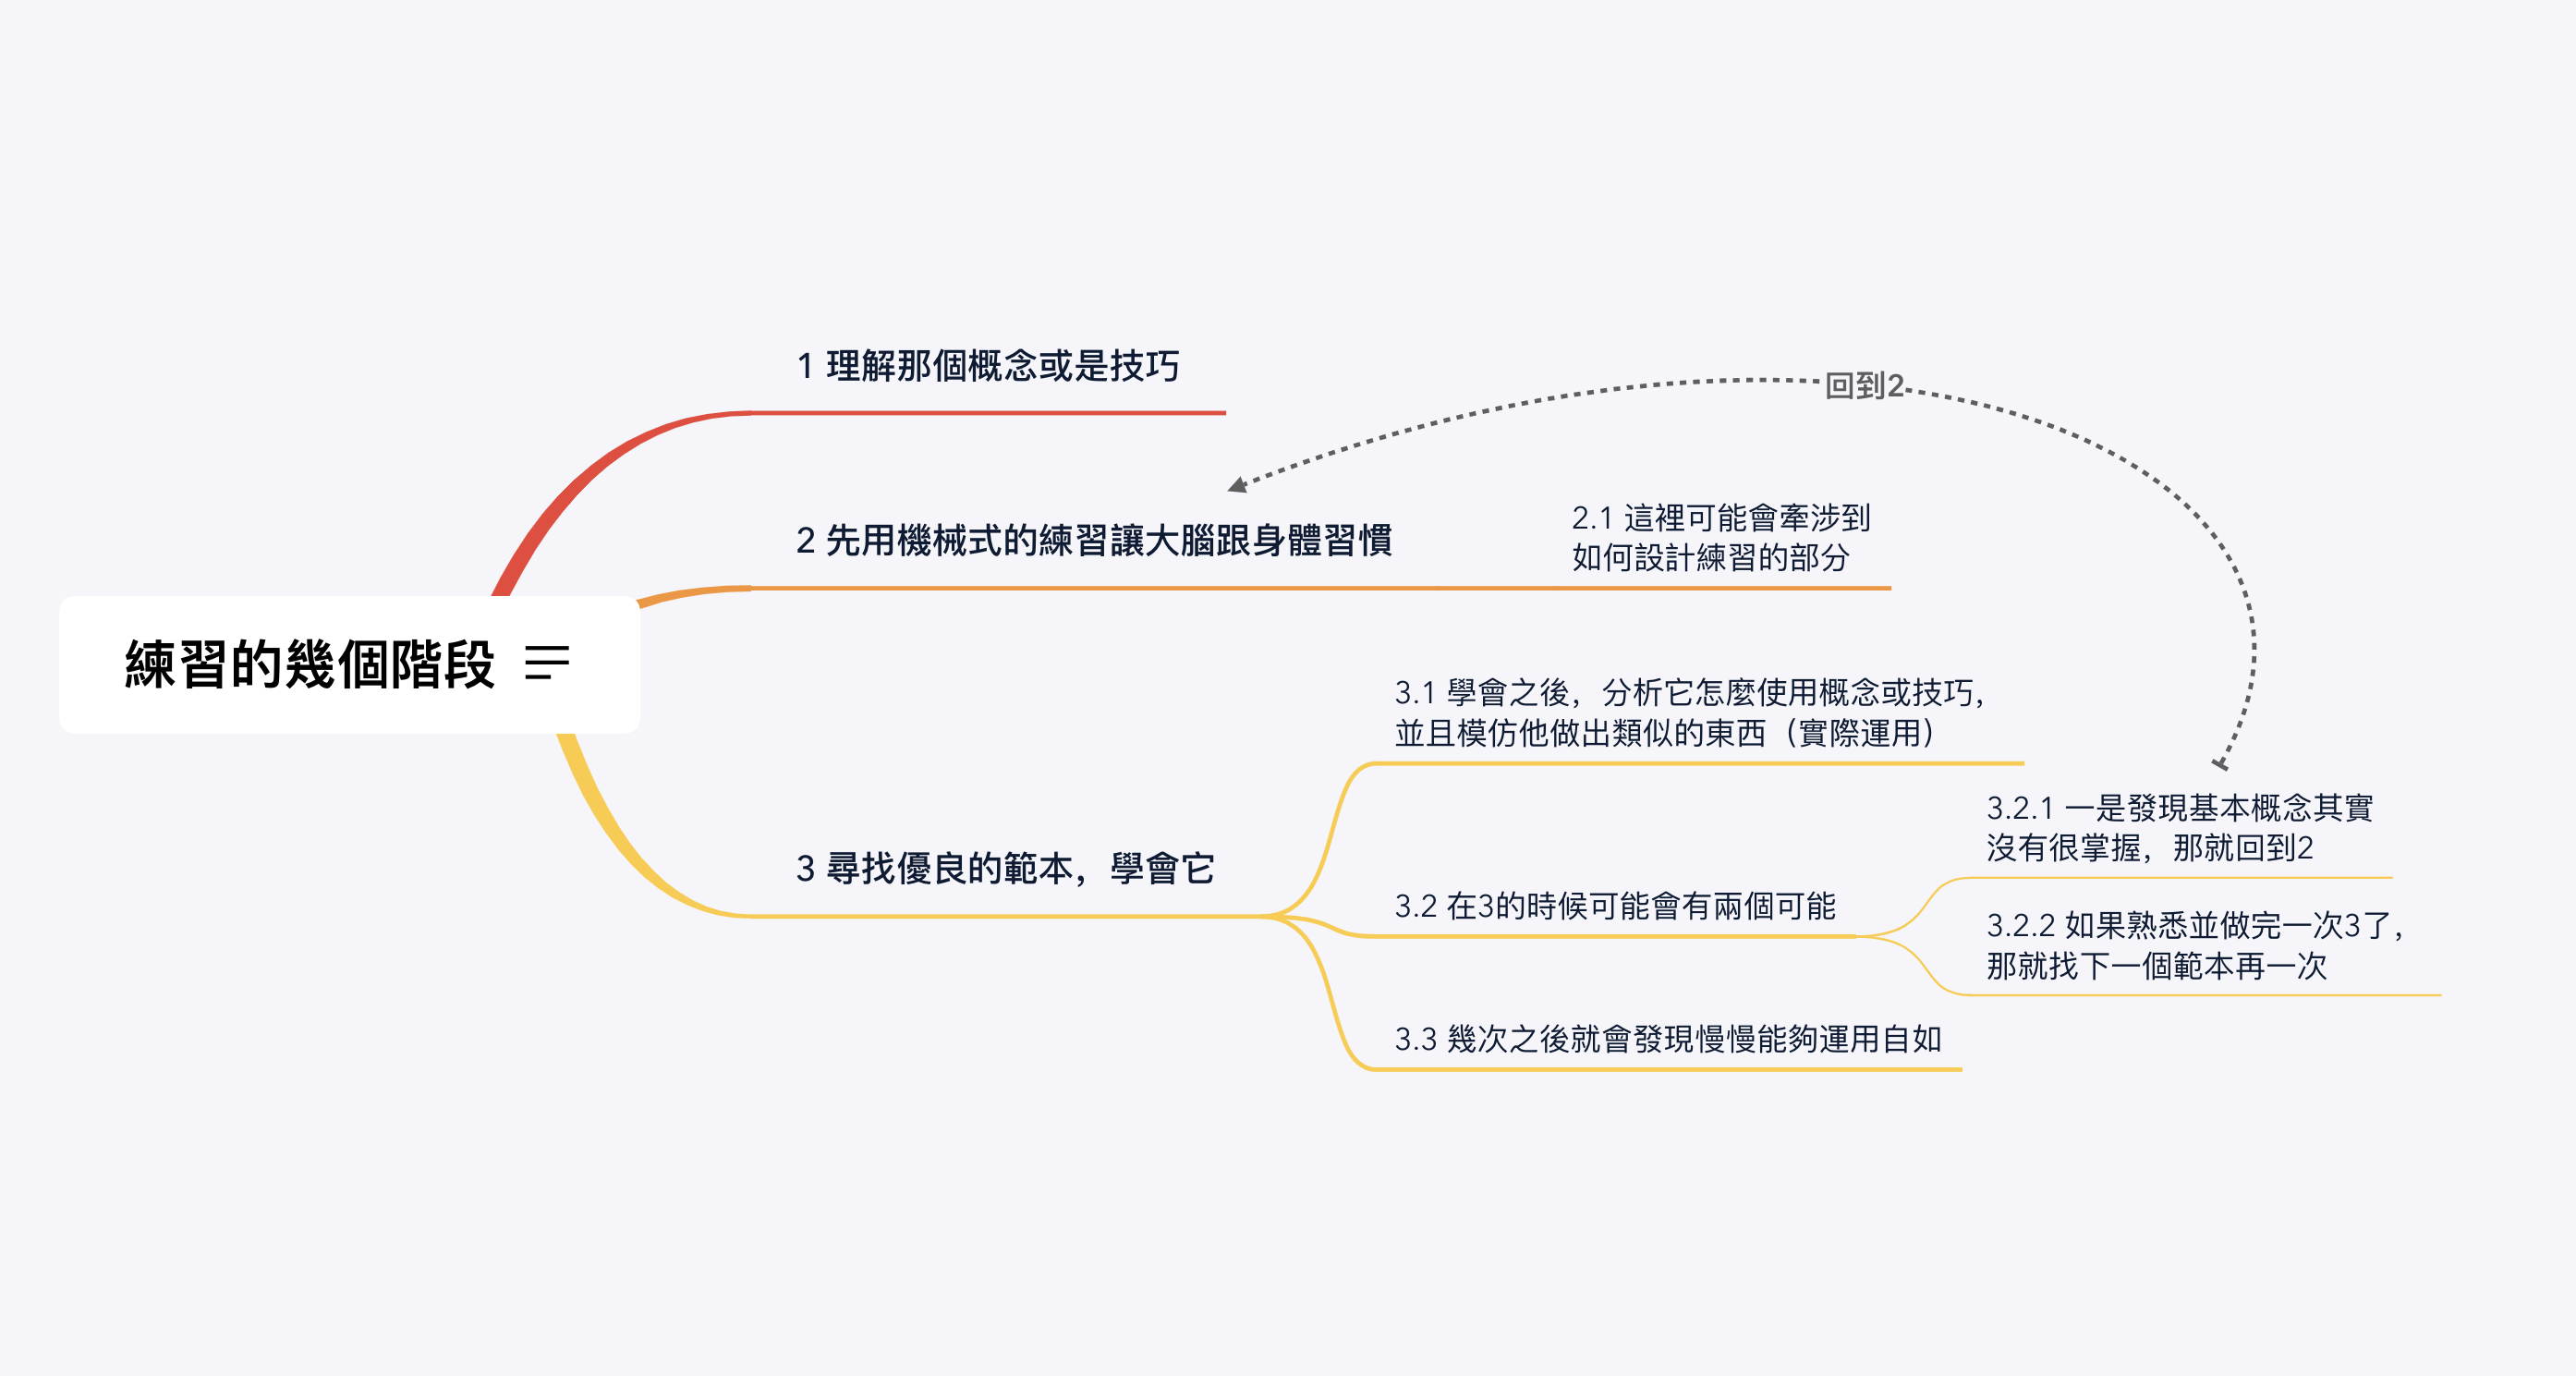 練習的幾個階段
1 理解那個概念或是技巧
2 先用機械式的練習讓大腦跟身體習慣
2.1 這裡可能會牽涉到
如何設計練習的部分
回到2
3 尋找優良的範本，學會它
3.1 學會之後，分析它怎麼使用概念或技巧，
並且模仿他做出類似的東西（實際運用）
3.2 在3的時候可能會有兩個可能
3.2.1 一是發現基本概念其實
沒有很掌握，那就回到2
3.2.2 如果熟悉並做完一次3了，
那就找下一個範本再一次
3.3 幾次之後就會發現慢慢能夠運用自如